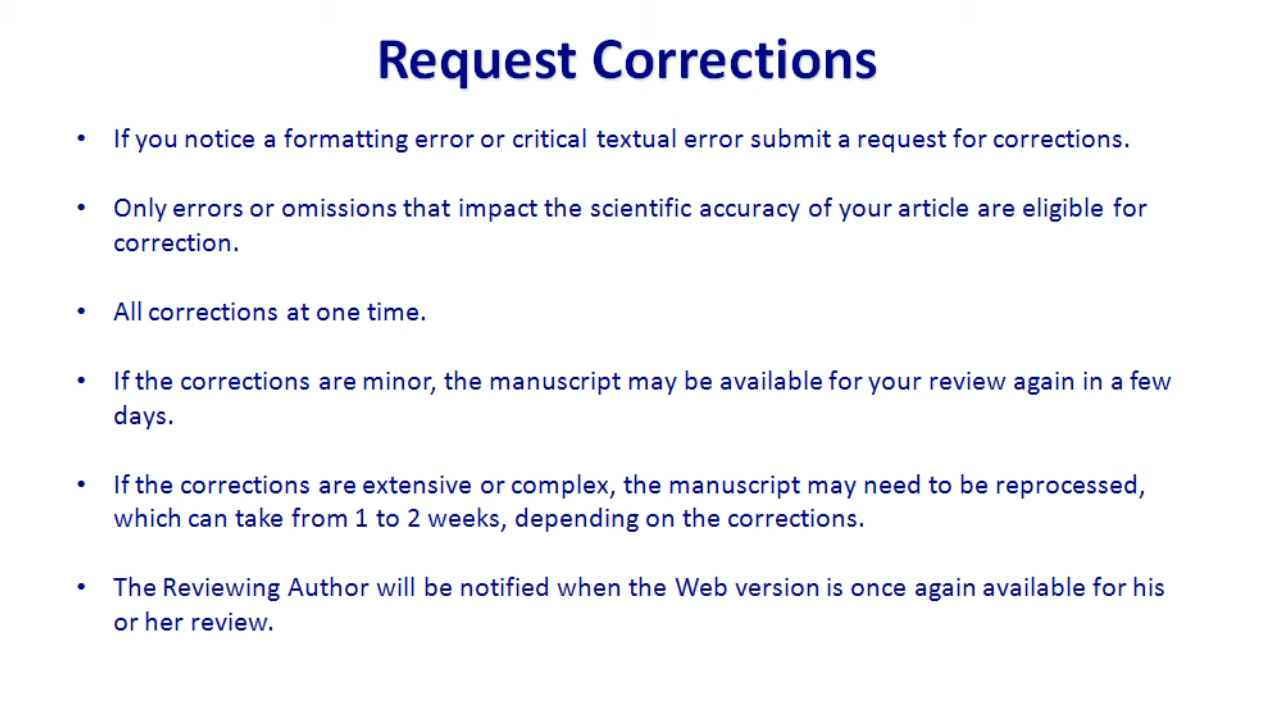 Request Corrections
• If you notice a formatting error or critical textual error submit a request for corrections.
• Only errors or omissions that impact the scientific accuracy of your article are eligible for
correction.
• All corrections at one time.
• If the corrections are minor, the manuscript may be available for your review again in a few
days.
• If the corrections are extensive or complex, the manuscript may need to be reprocessed,
which can take from 1 to 2 weeks, depending on the corrections.
• The Reviewing Author will be notified when the Web version is once again available for his
or her review.